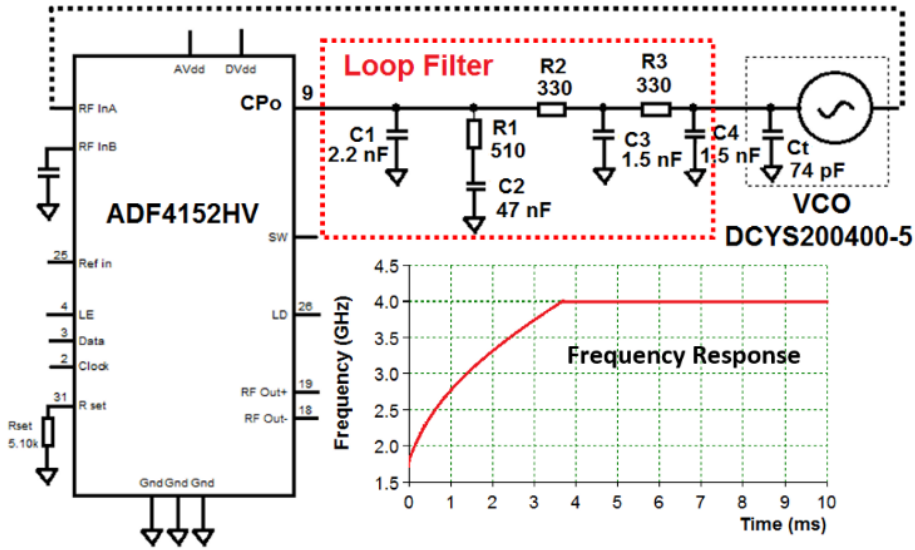 AVdd
DVdd
Loop Filter
RF InA
CPo
9
RF InB
R2
330
R3
330
C1
2.2 nF
R1
510
C3
1.5 nF
C4
1.5 nF
Ct
74 pF
C2
47 nF
ADF4152HV
VCO
DCYS200400-5
SW
25
Ref in
4
LE
LD
26
3
Data
2
Clock
31
R set
RF Out+
19
RF Out-
18
Rset
5.10k
Gnd Gnd Gnd
Frequency (GHz)
4.5
4.0
3.5
3.0
2.5
2.0
1.5
Frequency Response
0 1 2 3 4 5 6 7 8 9 10
Time (ms)